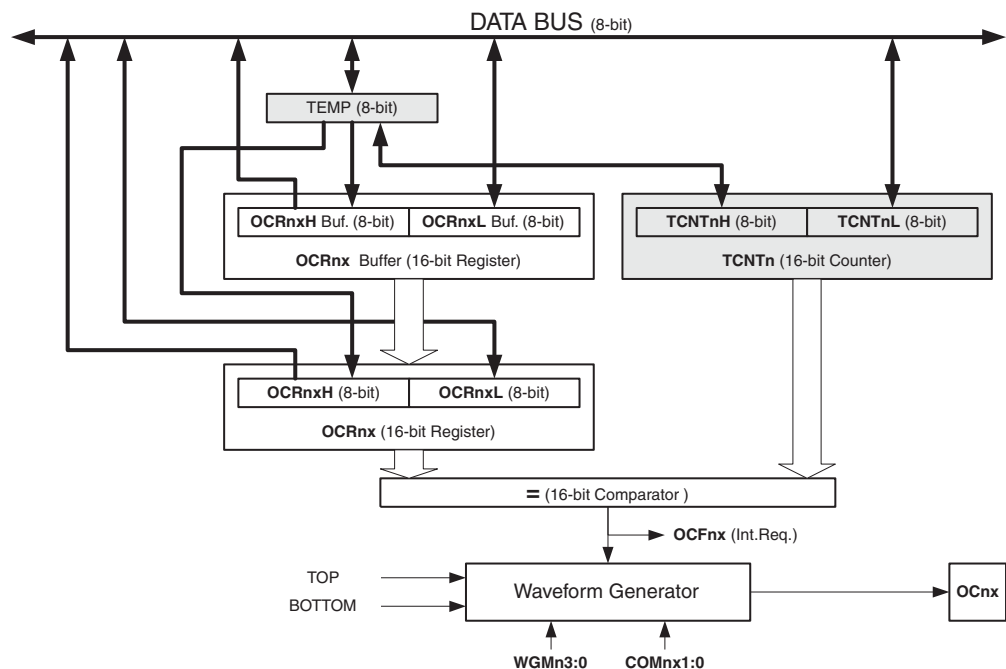 DATA BUS (8-bit)
TEMP (8-bit)
OCRnxH Buf. (8-bit) OCRnxL Buf. (8-bit) TCNTnH (8-bit) TCNTnL (8-bit)
OCRnx Buffer (16-bit Register) TCNTn (16-bit Counter)
OCRnxH (8-bit) OCRnxL (8-bit)
OCRnx (16-bit Register)
= (16-bit Comparator )
OCFnx (Int.Req.)
TOP
BOTTOM
Waveform Generator OCnx
WGMn3:0 COMnx1:0